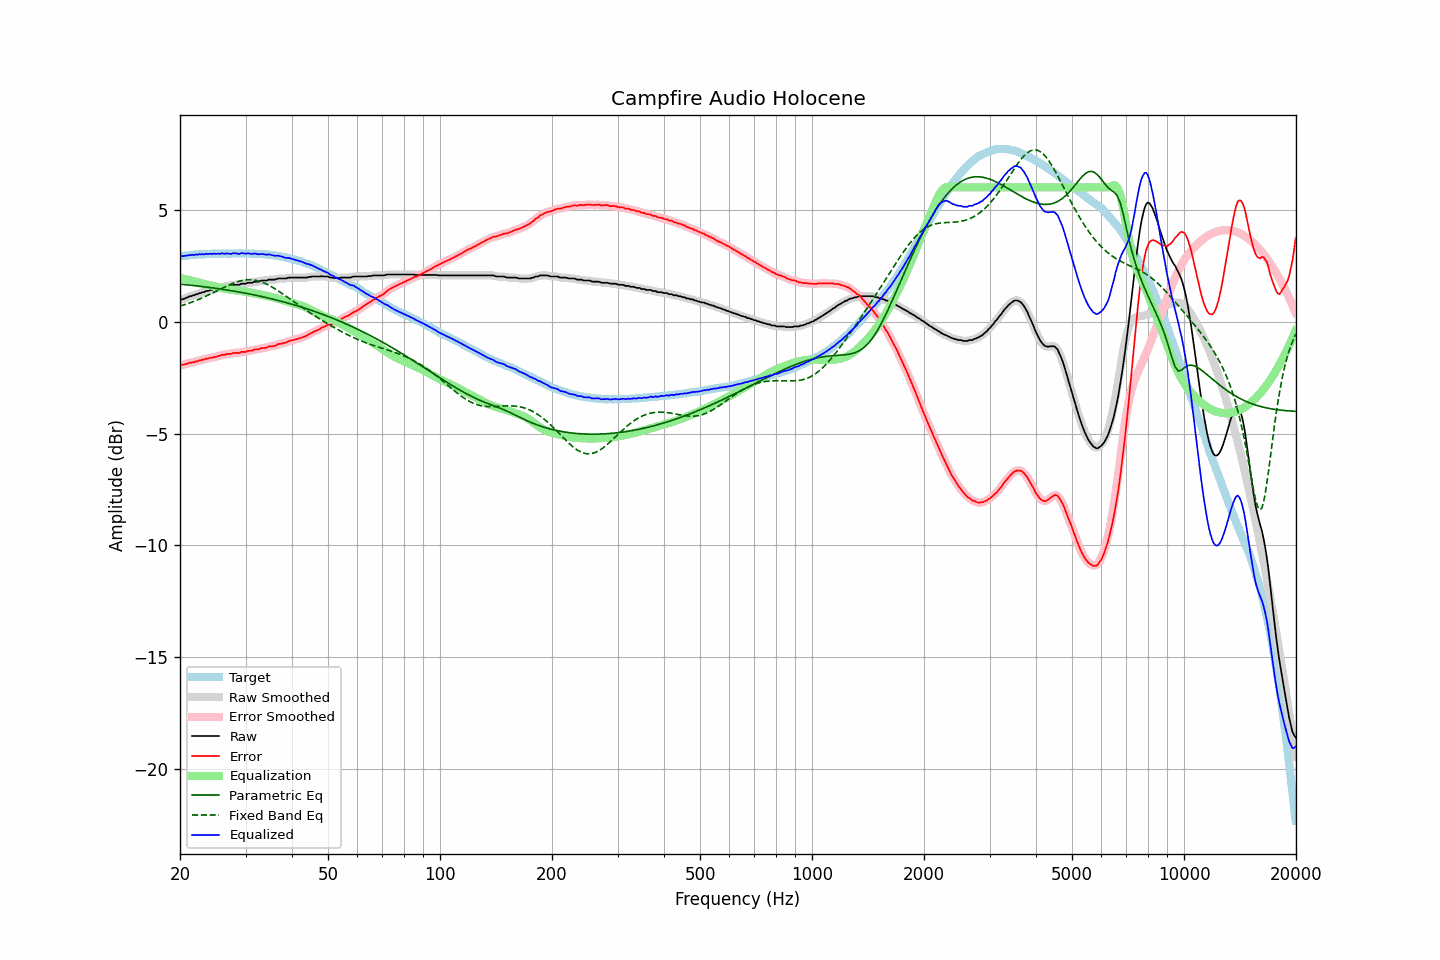 Campfire Audio Holocene
Amplitude (dBr)
5
0
−5
−10
−15
−20
Target
Raw Smoothed
Error Smoothed
Raw
Error
Equalization
Parametric Eq
Fixed Band Eq
Equalized
20 50 100 200 500 1000 2000 5000 10000 20000
Frequency (Hz)